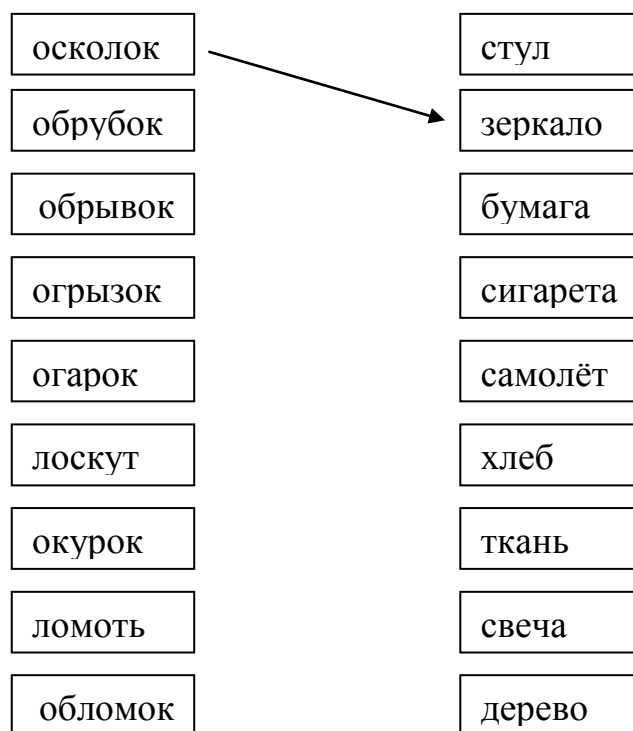 осколок стул
обрубок зеркало
обрывок бумага
огрызок сигарета
огарок самолёт
лоскут хлеб
окурок ткань
ломоть свеча
обломок дерево